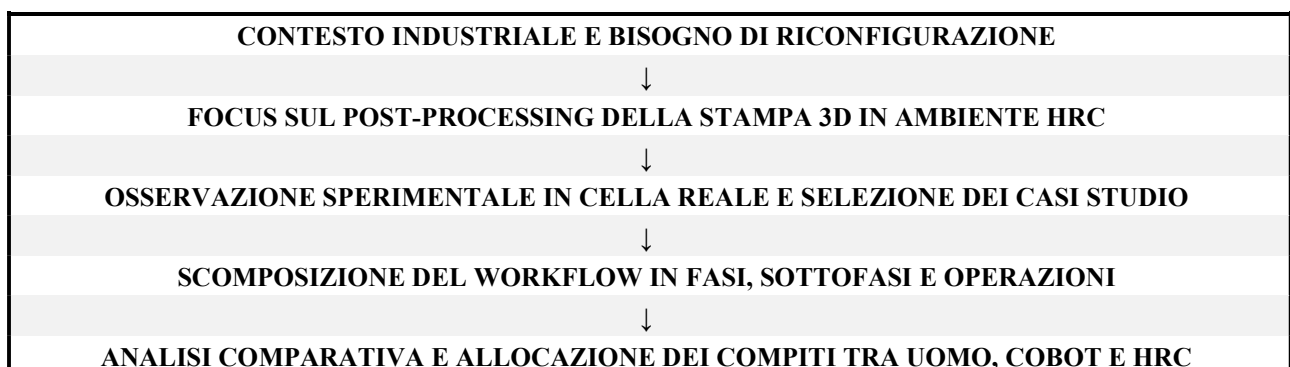 CONTESTO INDUSTRIALE E BISOGNO DI RICONFIGURAZIONE
↓
FOCUS SUL POST-PROCESSING DELLA STAMPA 3D IN AMBIENTE HRC
↓
OSSERVAZIONE SPERIMENTALE IN CELLA REALE E SELEZIONE DEI CASI STUDIO
↓
SCOMPOSIZIONE DEL WORKFLOW IN FASI, SOTTOFASI E OPERAZIONI
↓
ANALISI COMPARATIVA E ALLOCAZIONE DEI COMPITI TRA UOMO, COBOT E HRC